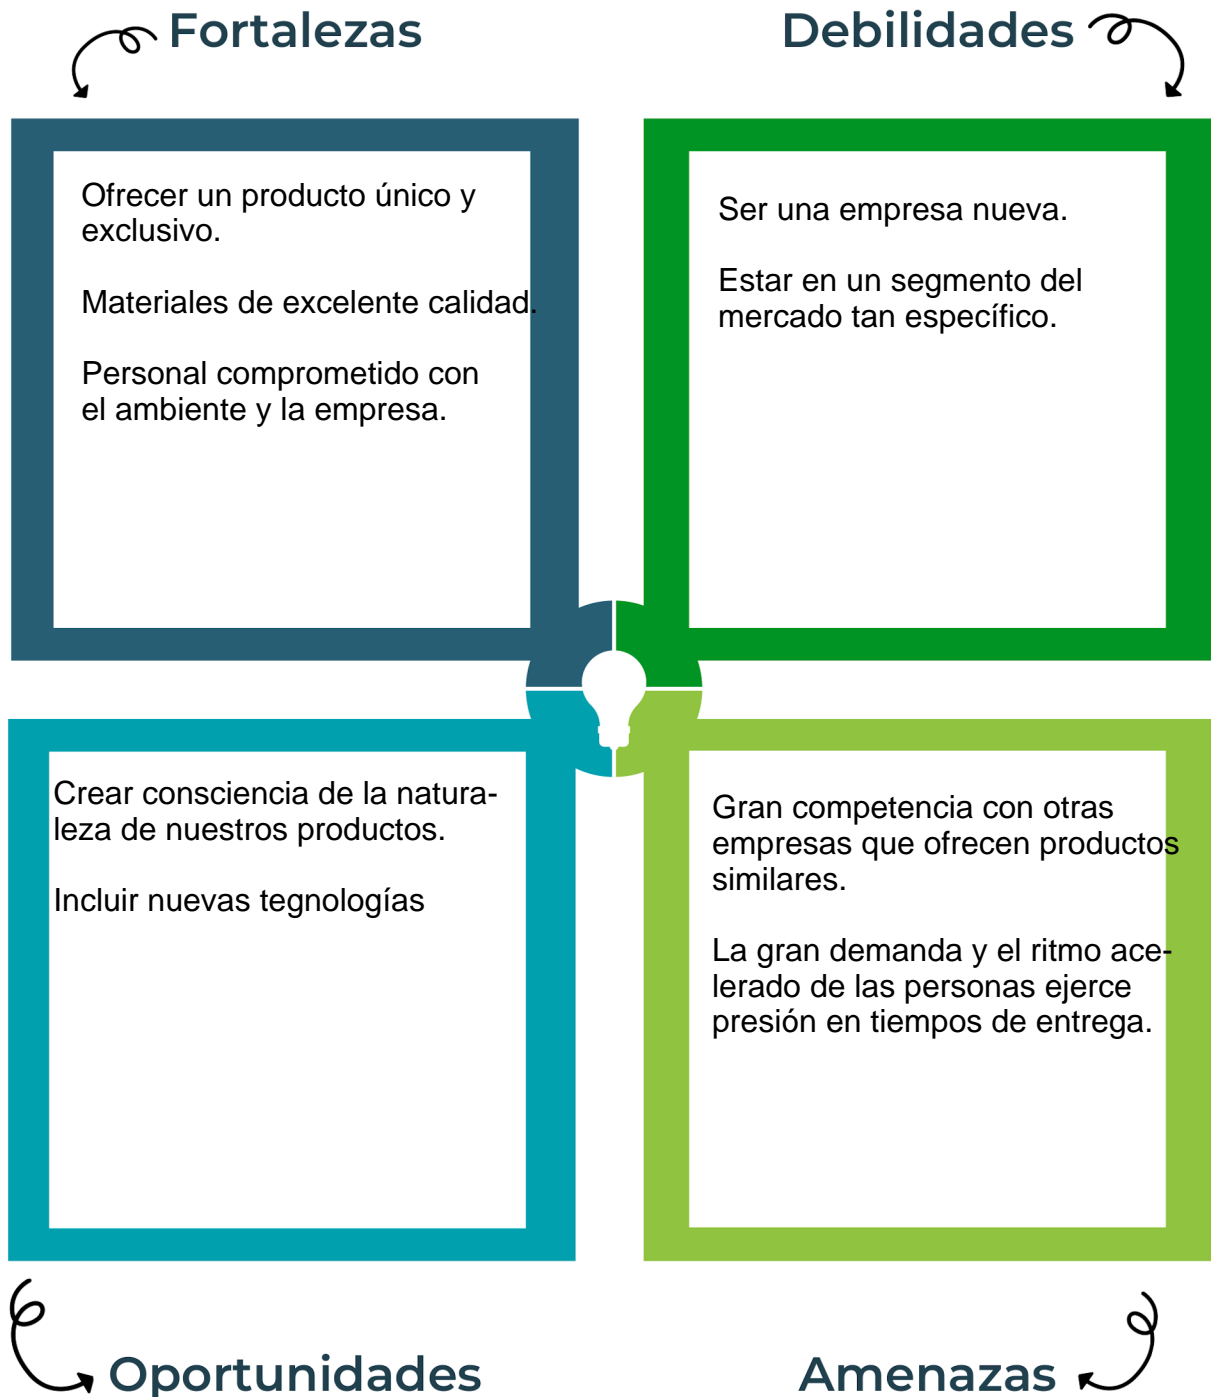 Fortalezas
Ofrecer un producto único y
exclusivo.
Materiales de excelente calidad.
Personal comprometido con
el ambiente y la empresa.
Debilidades
Ser una empresa nueva.
Estar en un segmento del
mercado tan específico.
Crear consciencia de la natura-
leza de nuestros productos.
Incluir nuevas tegnologías
Oportunidades
Gran competencia con otras
empresas que ofrecen productos
similares.
La gran demanda y el ritmo ace-
lerado de las personas ejerce
presión en tiempos de entrega.
Amenazas